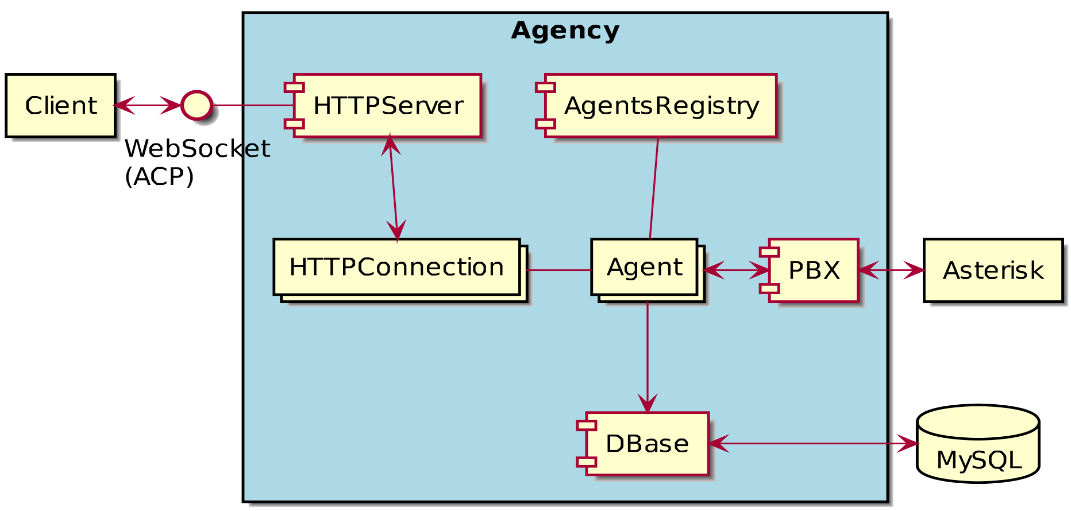 Agency
Client
HTTPServer
AgentsRegistry
WebSocket
(ACP)
HTTPConnection
Agent
PBX
Asterisk
DBase
MySQL